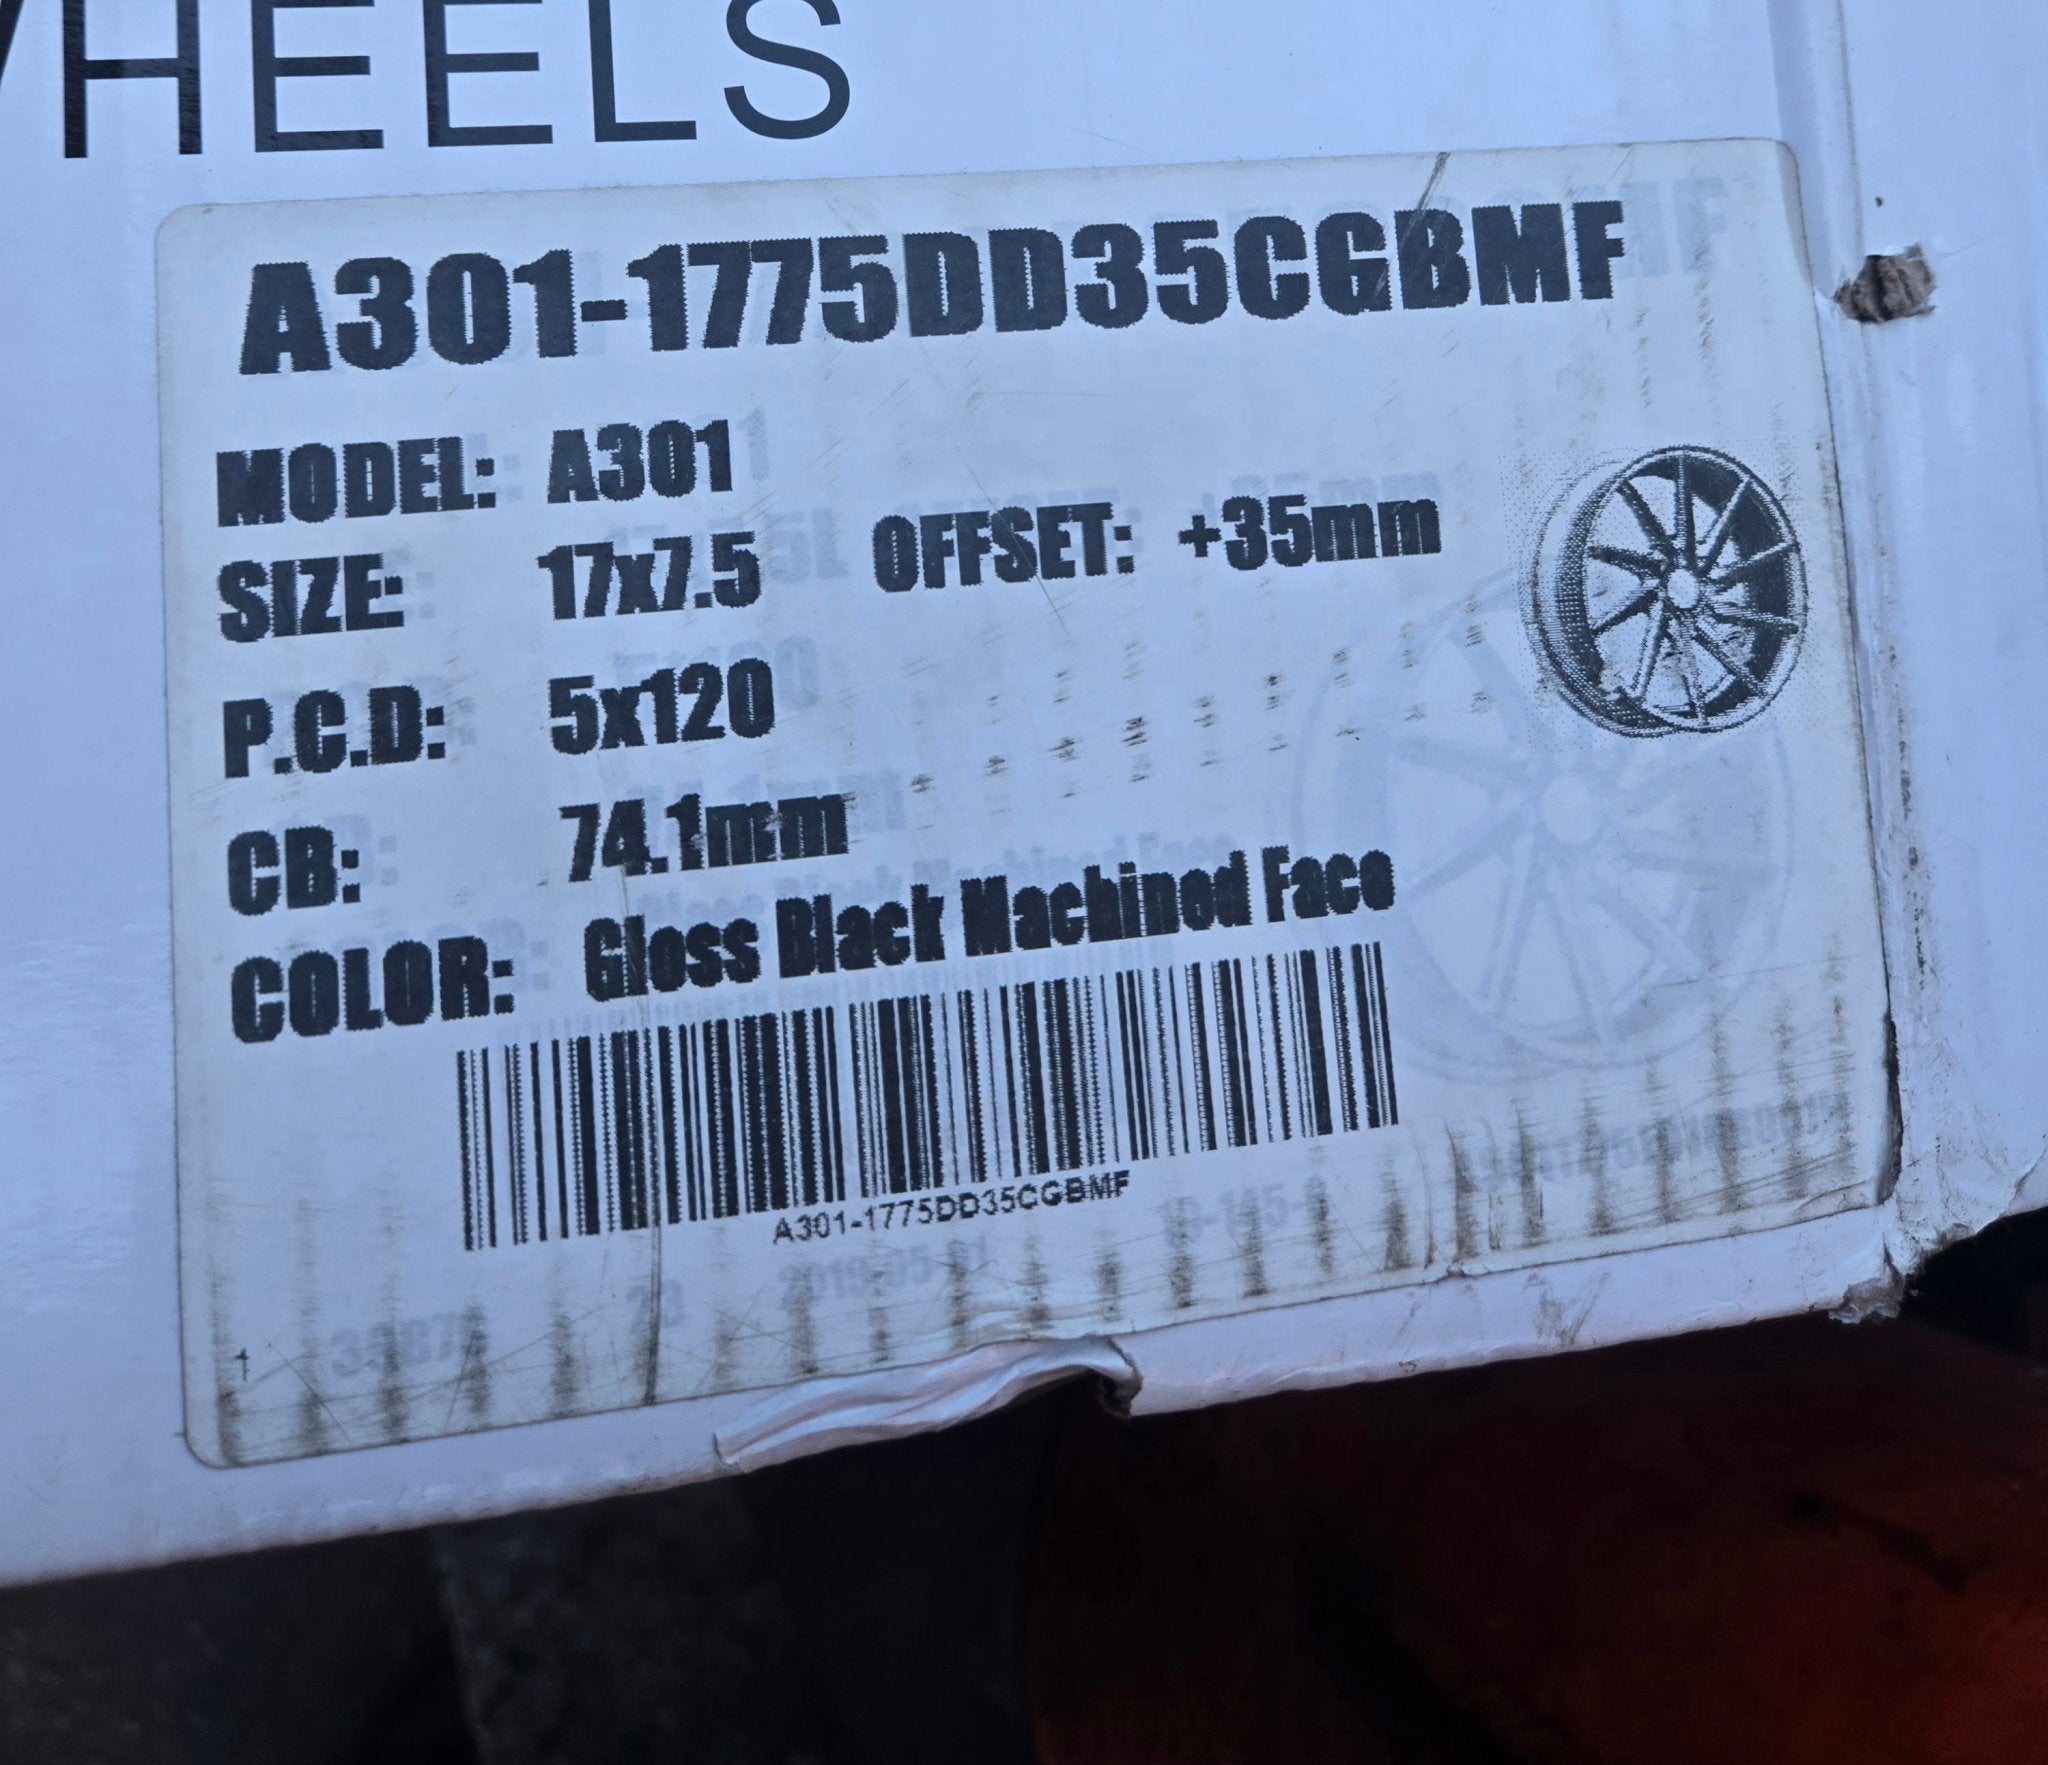 WHEELS
A301-1775DD35CGBMF
MODEL: A301
SIZE: 17x7.5 OFFSET: +35mm
P.C.D: 5x120
CB: 74.1mm
COLOR: Gloss Black Machined Face
A301-1775DD35CGBMF